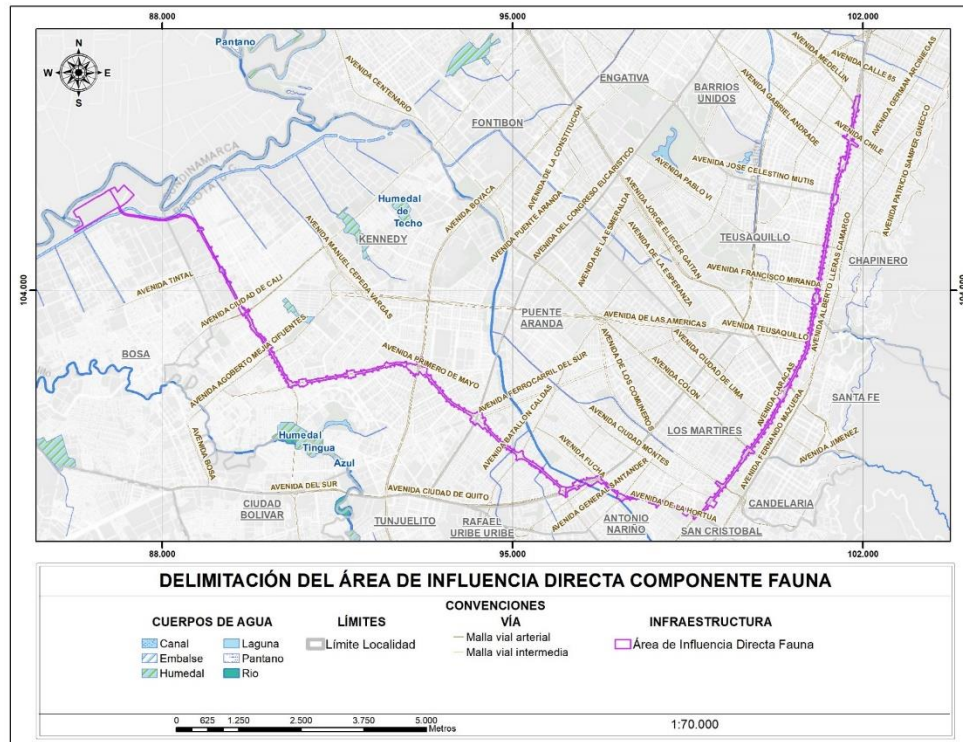 88.000 95.000 102.000
N
W E
S
Pantano
AVENIDA CENTENARIO
ENGATIVA
BARRIOS
UNIDOS
AVENIDA MEDELLIN
AVENIDA CALLE 65
AVENIDA GERMAN ARCINIEGAS
AVENIDA GABRIEL ANDRADE
FONTIBON
AVENIDA DE LA CONSTITUCION
AVENIDA CHILE
AVENIDA PATRICIO SAMPER GNECCO
CUNDINAMARCA
BOGOTA D.C.
AVENIDA JOSE CELESTINO MUTIS
AVENIDA PABLO VI
Humedal
de
Techo
KENNEDY
AVENIDA BOYACA
AVENIDA PUENTE ARANDA
AVENIDA DEL CONGRESO EUCARISTICO
AVENIDA DE LA ESMERALDA
AVENIDA JORGE ELIECER GAITAN
AVENIDA DE LA ESPERANZA
TEUSAQUILLO
AVENIDA MANUEL CEPEDA VARGAS
AVENIDA FRANCISCO MIRANDA
AVENIDA ALBERTO LLERAS CAMARGO
CHAPINERO
AVENIDA TINTAL
AVENIDA CIUDAD DE CALI
104.000 104.000
PUENTE
ARANDA
AVENIDA DE LAS AMERICAS
AVENIDA TEUSAQUILLO
AVENIDA AGOBERTO MEJIA CIFUENTES
BOSA
AVENIDA PRIMERO DE MAYO
AVENIDA FERROCARRIL DEL SUR
AVENIDA DE LOS COMUNEROS
AVENIDA COLON
AVENIDA CIUDAD DE LIMA
AVENIDA CARACAS
SANTA FE
AVENIDA BATALLON CALDAS
AVENIDA CIUDAD MONTES
LOS MARTIRES
AVENIDA FERNANDO MAZUERA
AVENIDA JIMENEZ
AVENIDA BOSA
Humedal
Tingua
Azul
AVENIDA FUCHA
AVENIDA GENERAL SANTANDER
AVENIDA DEL SUR
AVENIDA CIUDAD DE QUITO
AVENIDA DE LA HORTUA
CIUDAD
BOLIVAR
TUNJUELITO
RAFAEL
URIBE URIBE
ANTONIO
NARIÑO
SAN CRISTOBAL
CANDELARIA
88.000 95.000 102.000
DELIMITACIÓN DEL ÁREA DE INFLUENCIA DIRECTA COMPONENTE FAUNA
CONVENCIONES
CUERPOS DE AGUA LÍMITES VÍA INFRAESTRUCTURA
Canal Laguna Límite Localidad Malla vial arterial Área de Influencia Directa Fauna
Embalse Pantano Malla vial intermedia
Humedal Rio
0 625 1.250 2.500 3.750 5.000
Metros
1:70.000